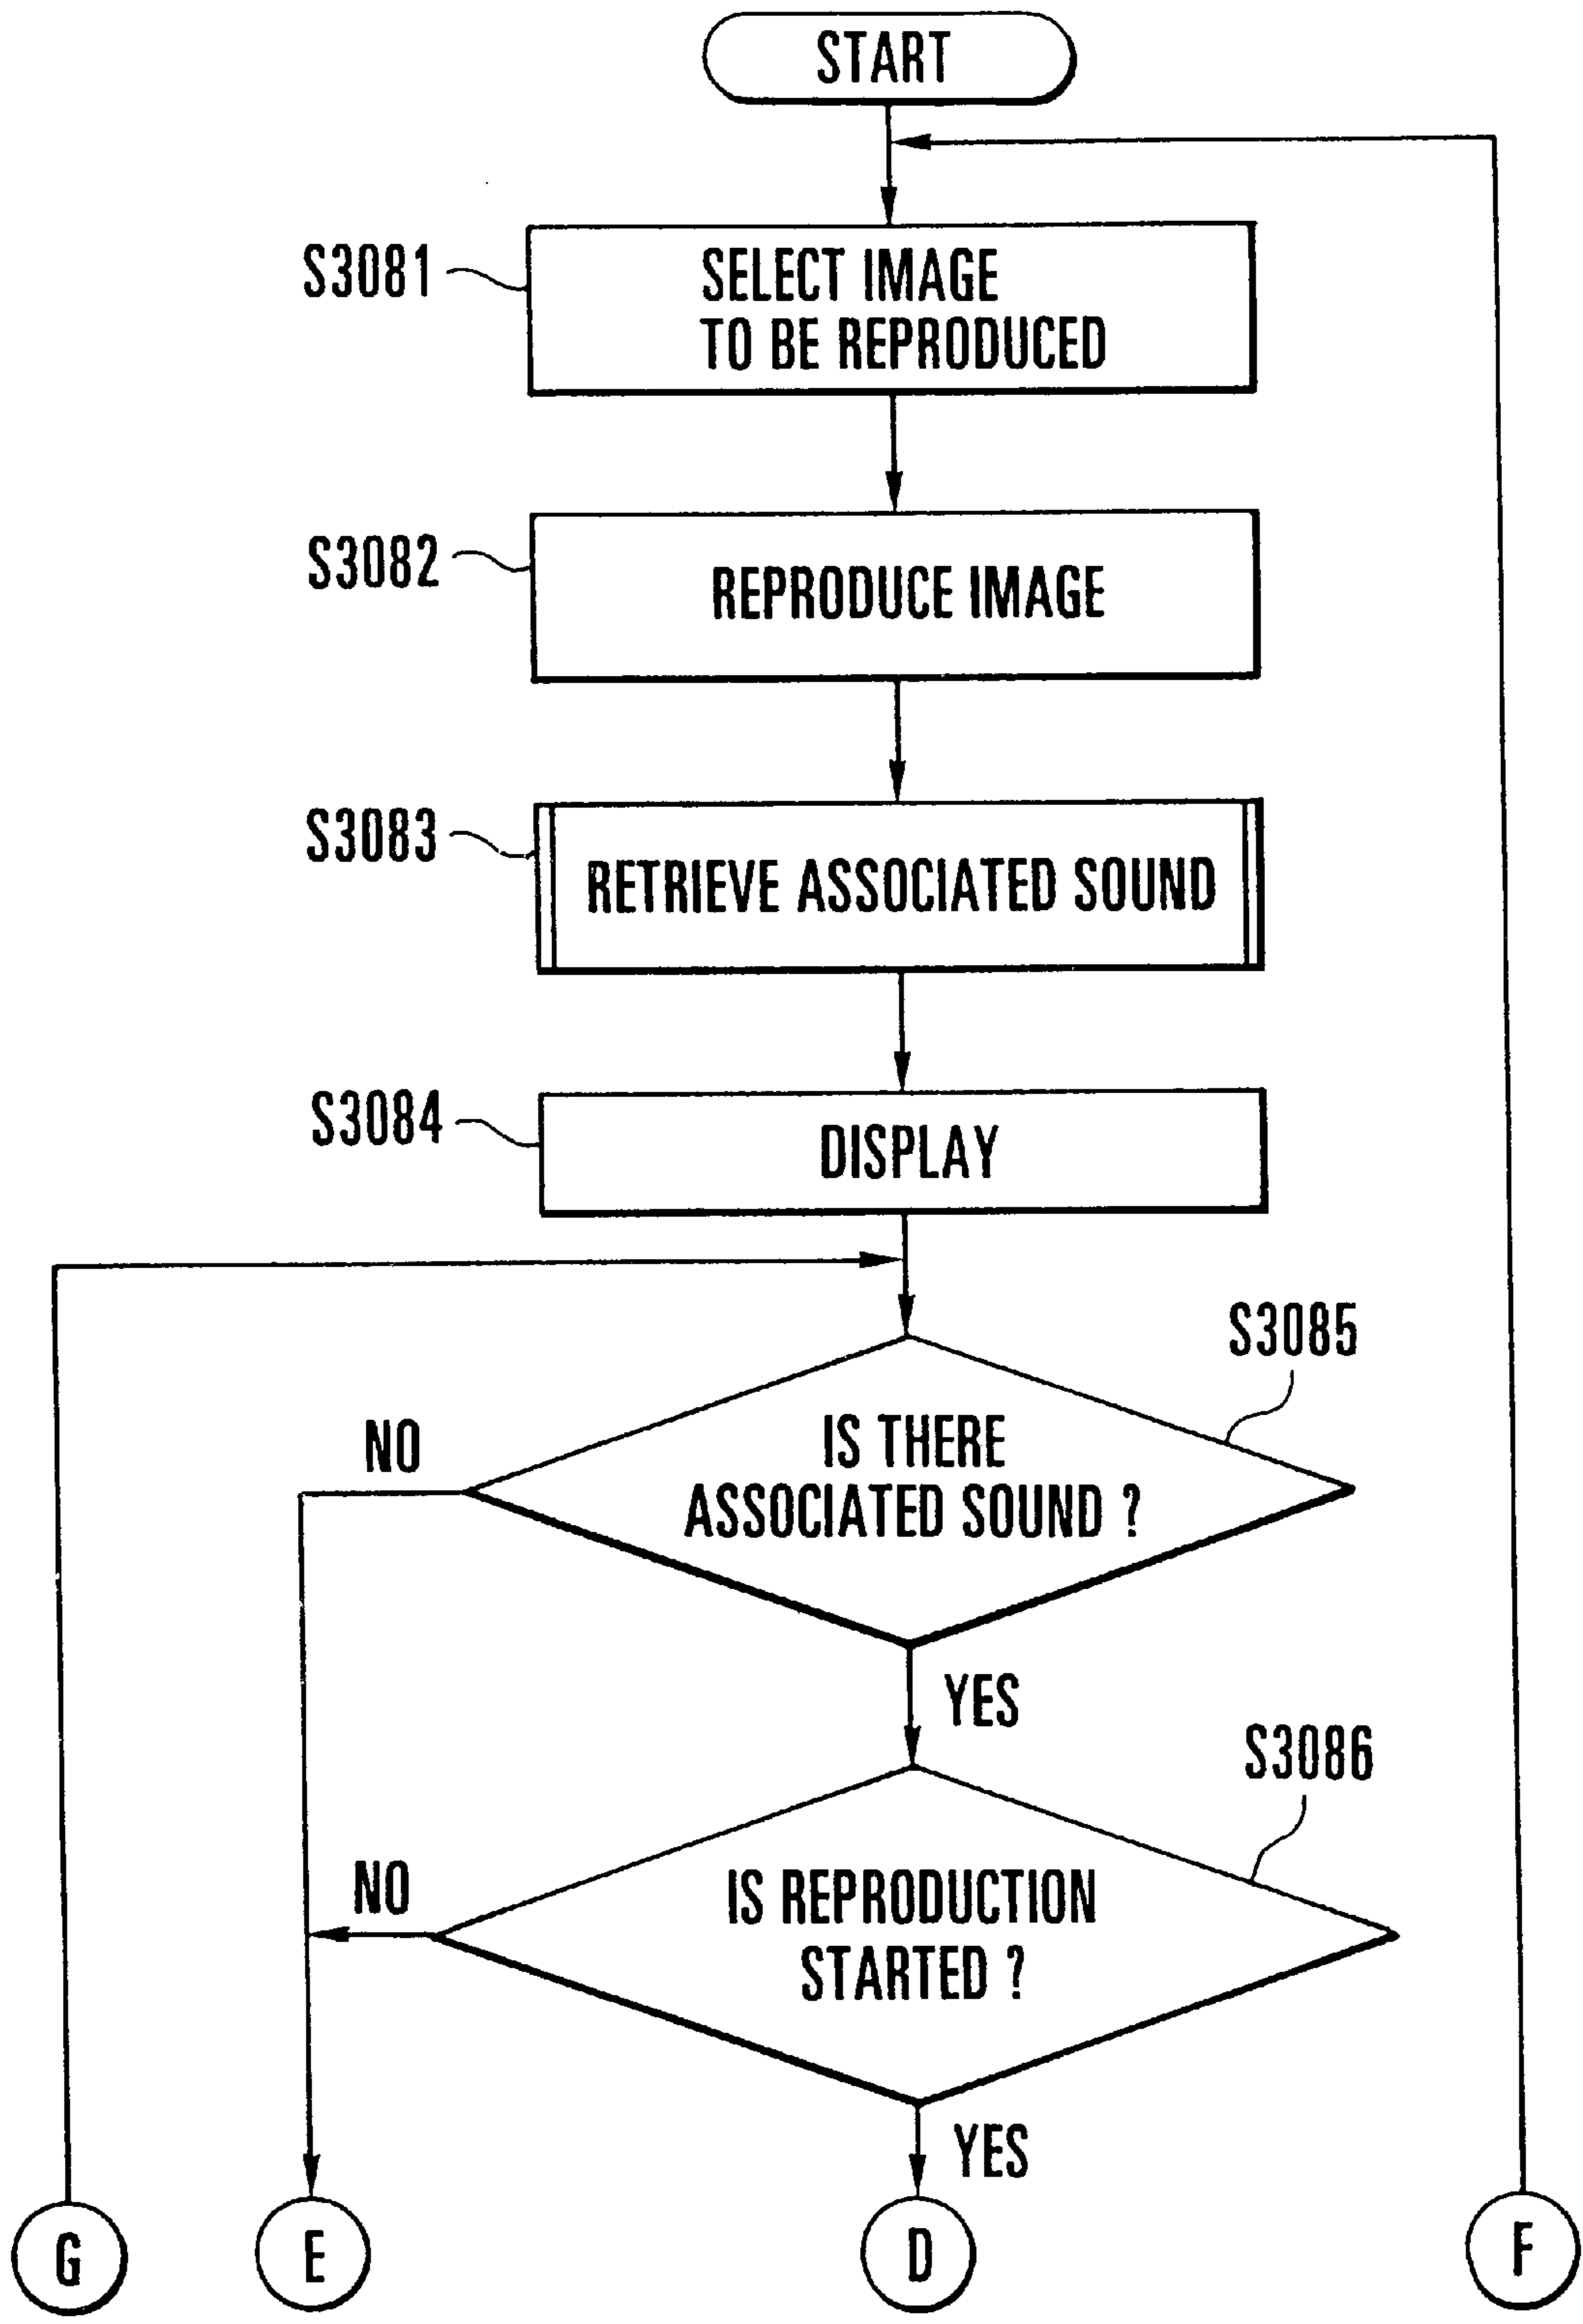 START
S3081
SELECT IMAGE
TO BE REPRODUCED
S3082
REPRODUCE IMAGE
S3083
RETRIEVE ASSOCIATED SOUND
S3084
DISPLAY
S3085
IS THERE
ASSOCIATED SOUND ?
NO
YES
S3086
IS REPRODUCTION
STARTED ?
NO
YES
G
E
D
F